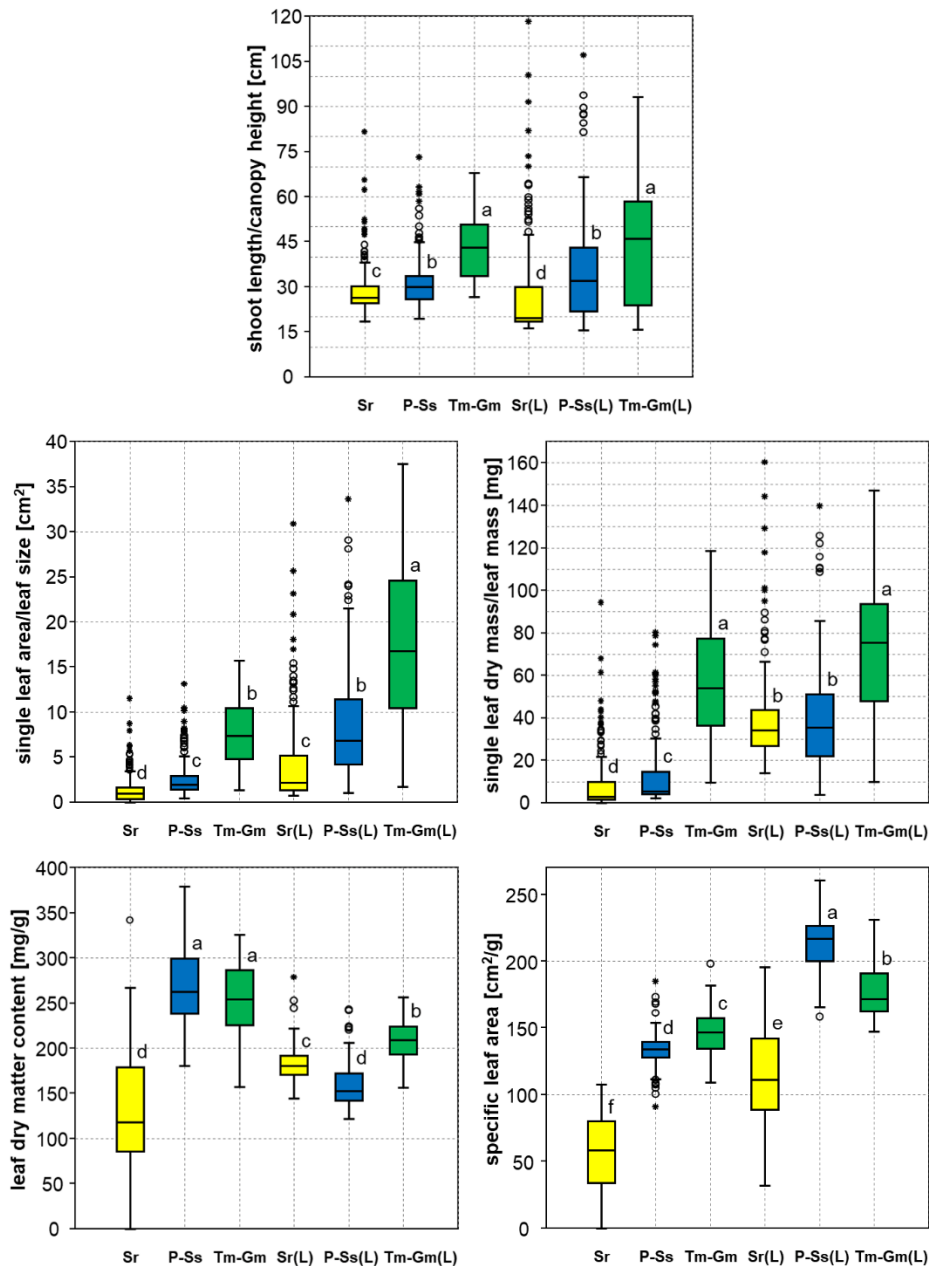 shoot length/canopy height [cm]
120
105
90
75
60
45
30
15
0
c
b
a
d
b
a
Sr P-Ss Tm-Gm Sr(L) P-Ss(L) Tm-Gm(L)
single leaf area/leaf size [cm²]
40
35
30
25
20
15
10
5
0
d
c
b
c
b
a
Sr P-Ss Tm-Gm Sr(L) P-Ss(L) Tm-Gm(L)
single leaf dry mass/leaf mass [mg]
160
140
120
100
80
60
40
20
0
d
c
a
b
b
a
Sr P-Ss Tm-Gm Sr(L) P-Ss(L) Tm-Gm(L)
leaf dry matter content [mg/g]
400
350
300
250
200
150
100
50
0
d
a
a
c
d
b
Sr P-Ss Tm-Gm Sr(L) P-Ss(L) Tm-Gm(L)
specific leaf area [cm²/g]
250
200
150
100
50
0
f
d
c
e
a
b
Sr P-Ss Tm-Gm Sr(L) P-Ss(L) Tm-Gm(L)